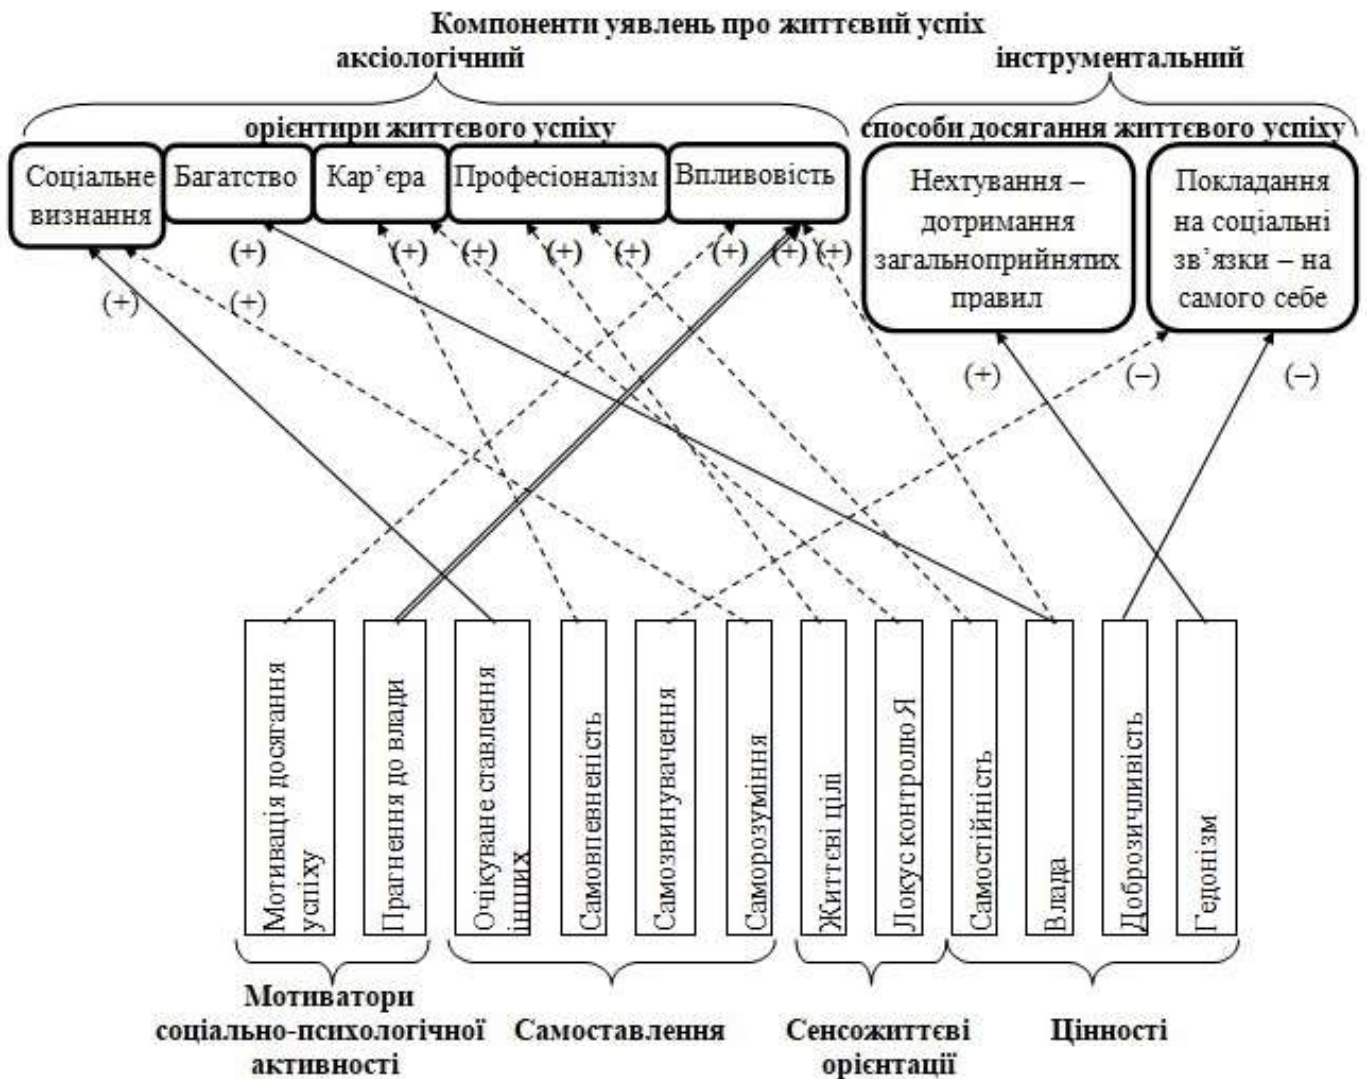 Компоненти уявлень про життєвий успіх
аксіологічний
інструментальний
орієнтири життєвого успіху
способи досягання життєвого успіху
Соціальне
визнання
Багатство
Кар’єра
Професіоналізм
Впливовість
Нехтування –
дотримання
загальноприйнятих
правил
Покладання
на соціальні
зв’язки – на
самого себе
(+)
(+)
(+)
(+)
(+)
(+)
(+)
(+)
(+)
(+)
(+)
(–)
(–)
Мотивація досягання
успіху
Прагнення до влади
Очікуване ставлення
інших
Самовпевненість
Самозвинувачення
Саморозуміння
Життєві цілі
Локус контролю Я
Самостійність
Влада
Доброзичливість
Гедонізм
Мотиватори
соціально-психологічної
активності
Самоставлення
Сенсожиттєві
орієнтації
Цінності